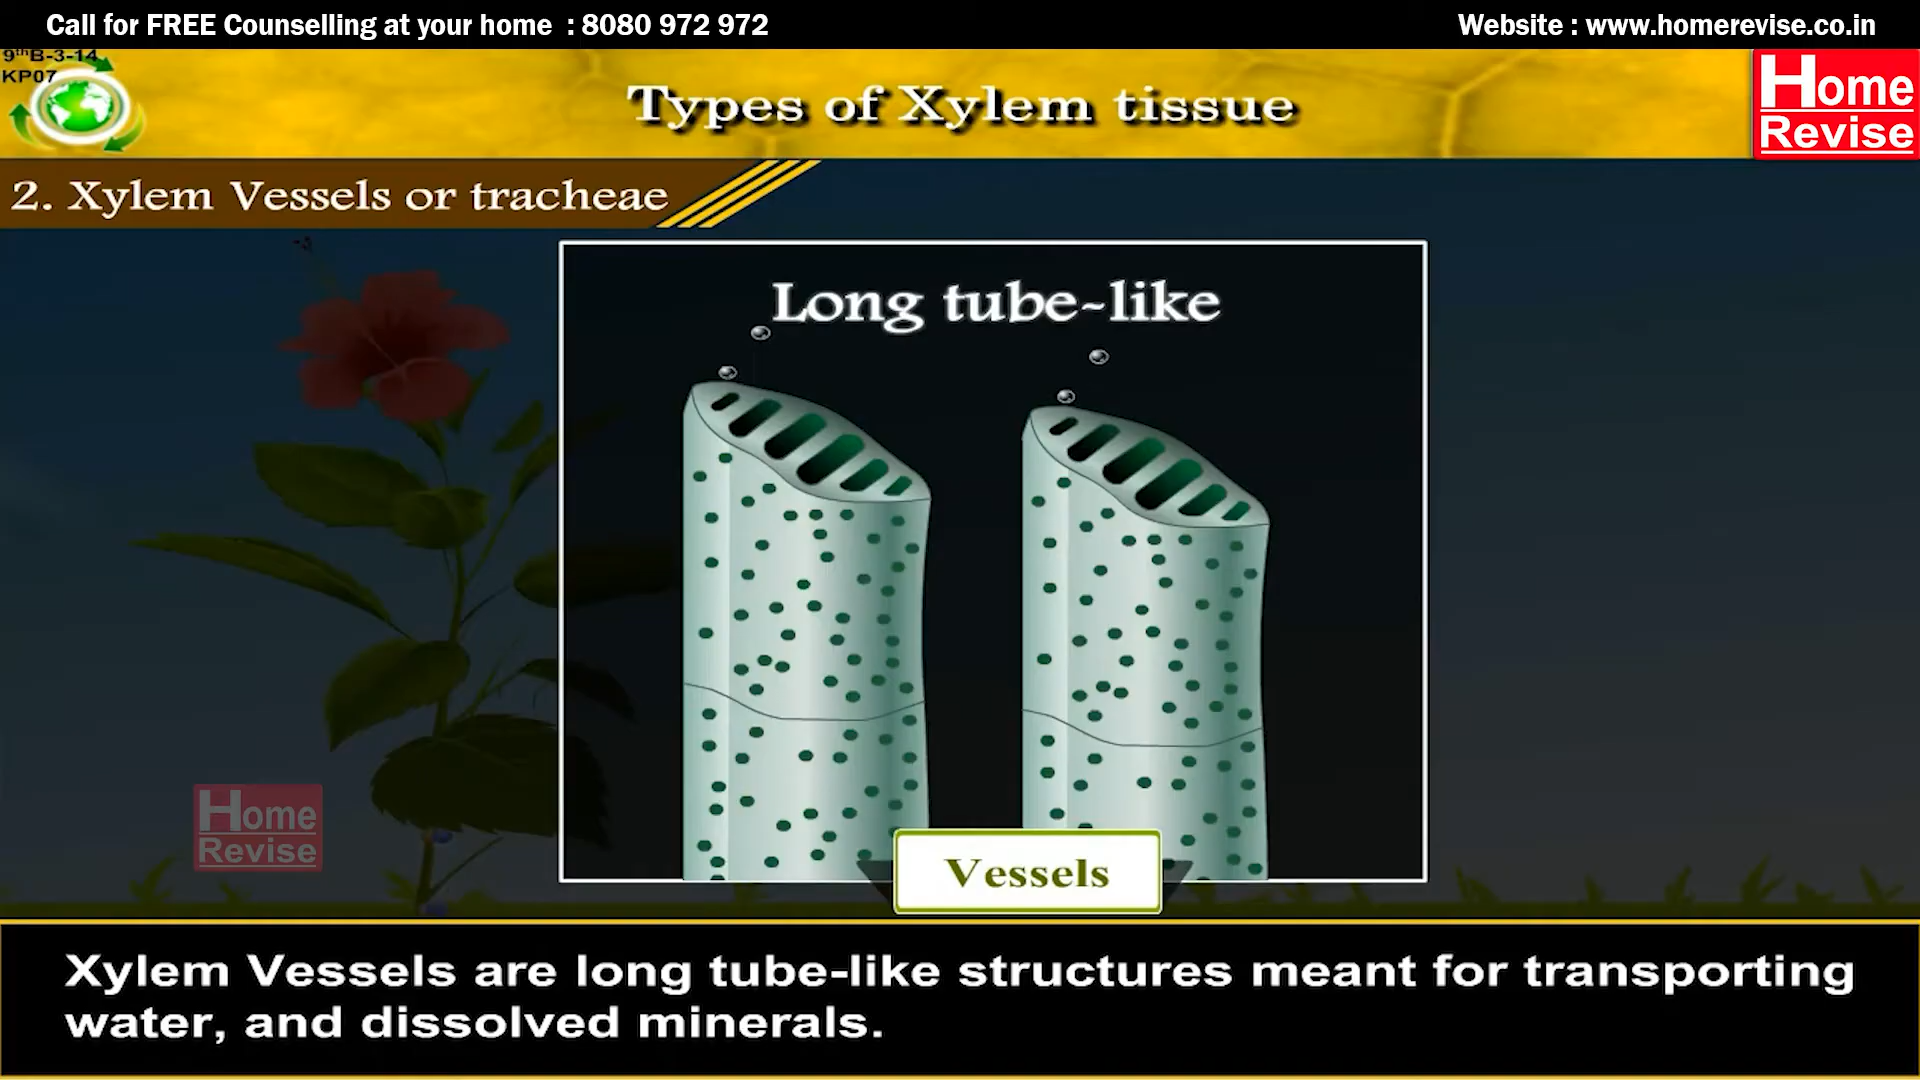 Call for FREE Counselling at your home : 8080 972 972
Website : www.homerevise.co.in
9thB-3-14
KP07
Types of Xylem tissue
Home
Revise
2. Xylem Vessels or tracheae
Long tube-like
Home
Revise
Vessels
Xylem Vessels are long tube-like structures meant for transporting
water, and dissolved minerals.